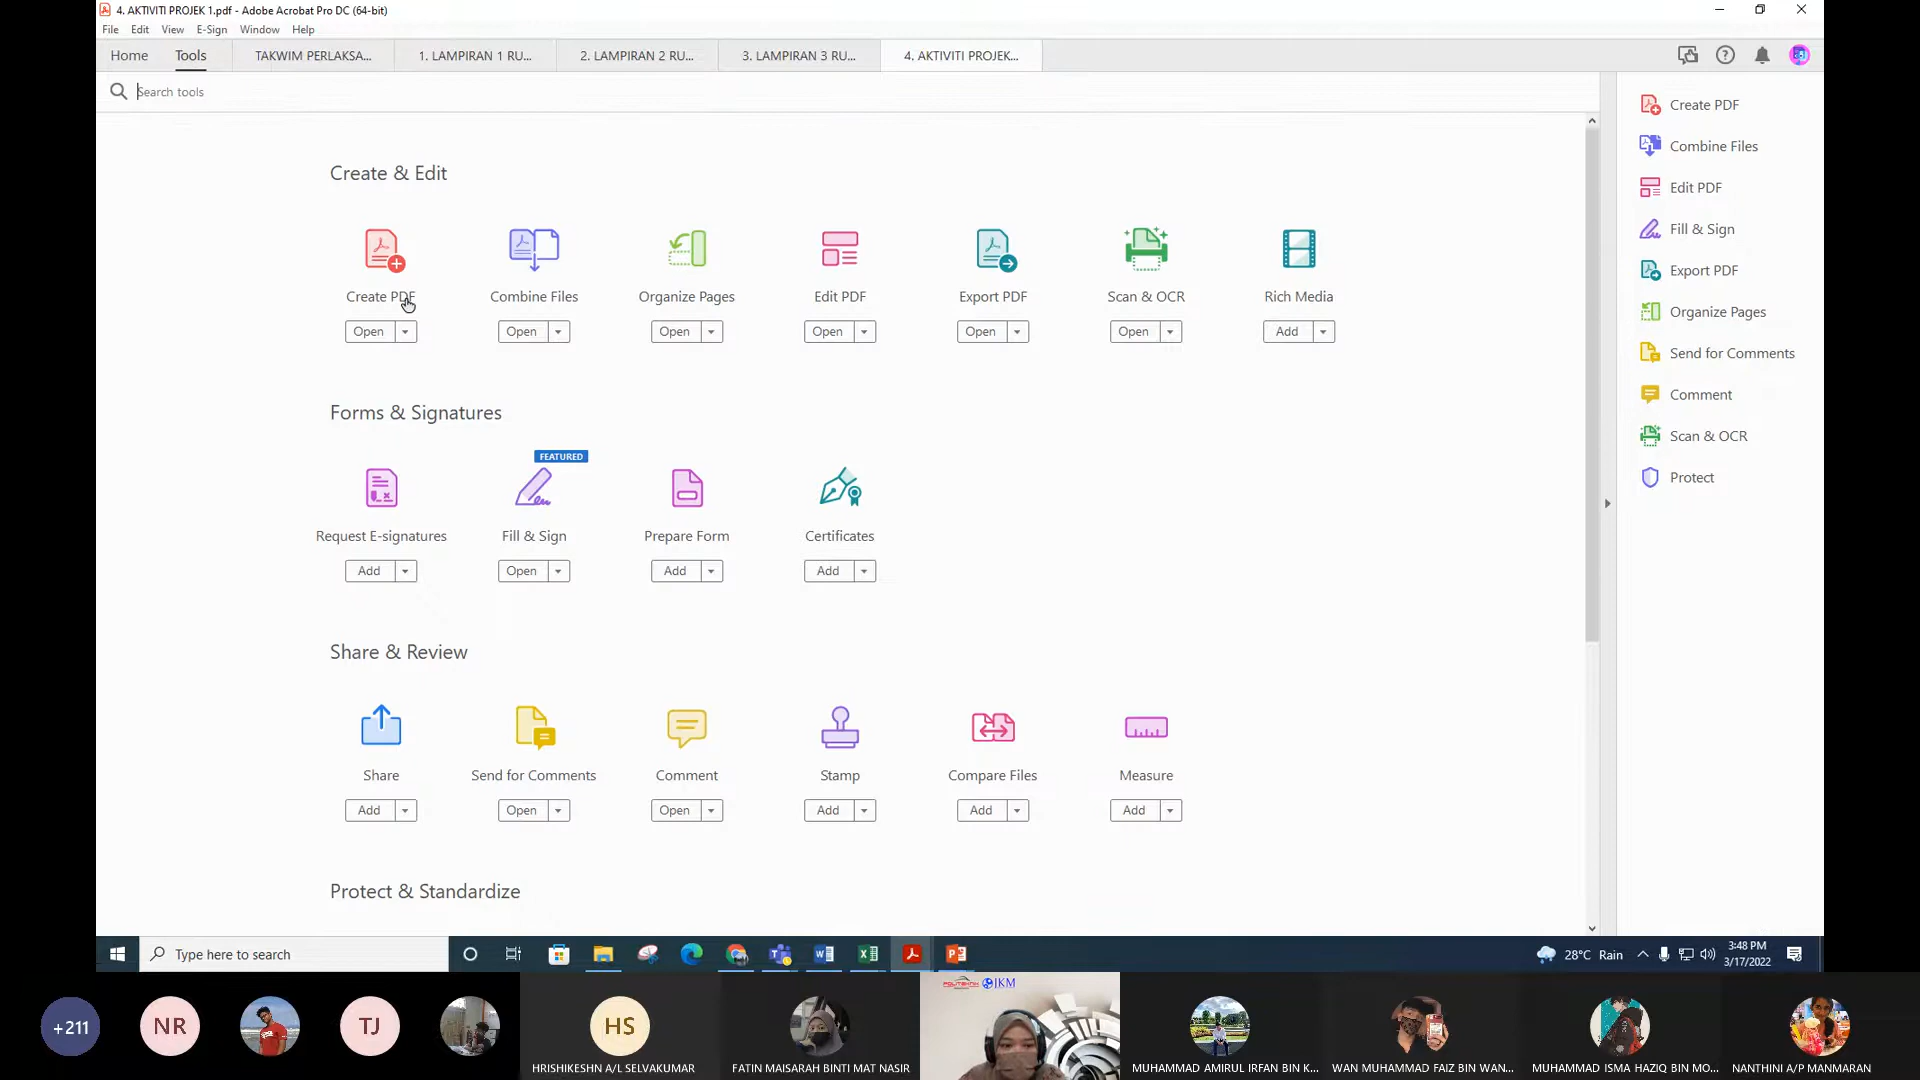 4. AKTIVITI PROJEK 1.pdf - Adobe Acrobat Pro DC (64-bit)
File Edit View E-Sign Window Help
Home Tools TAKWIM PERLAKSA... 1. LAMPIRAN 1 RU... 2. LAMPIRAN 2 RU... 3. LAMPIRAN 3 RU... 4. AKTIVITI PROJEK...
Search tools
Create & Edit
Create PDF Combine Files Organize Pages Edit PDF Export PDF Scan & OCR Rich Media
Open Open Open Open Open Open Add
Forms & Signatures
FEATURED
Request E-signatures Fill & Sign Prepare Form Certificates
Add Open Add Add
Share & Review
Share Send for Comments Comment Stamp Compare Files Measure
Add Open Open Add Add Add
Protect & Standardize
Create PDF
Combine Files
Edit PDF
Fill & Sign
Export PDF
Organize Pages
Send for Comments
Comment
Scan & OCR
Protect
Type here to search
28°C Rain
3:48 PM
3/17/2022
POLITEKNIK JKM
+211 NR TJ HS
HRISHIKESHN A/L SELVAKUMAR FATIN MAISARAH BINTI MAT NASIR MUHAMMAD AMIRUL IRFAN BIN K... WAN MUHAMMAD FAIZ BIN WAN... MUHAMMAD ISMA HAZIQ BIN MO... NANTHINI A/P MANMARAN